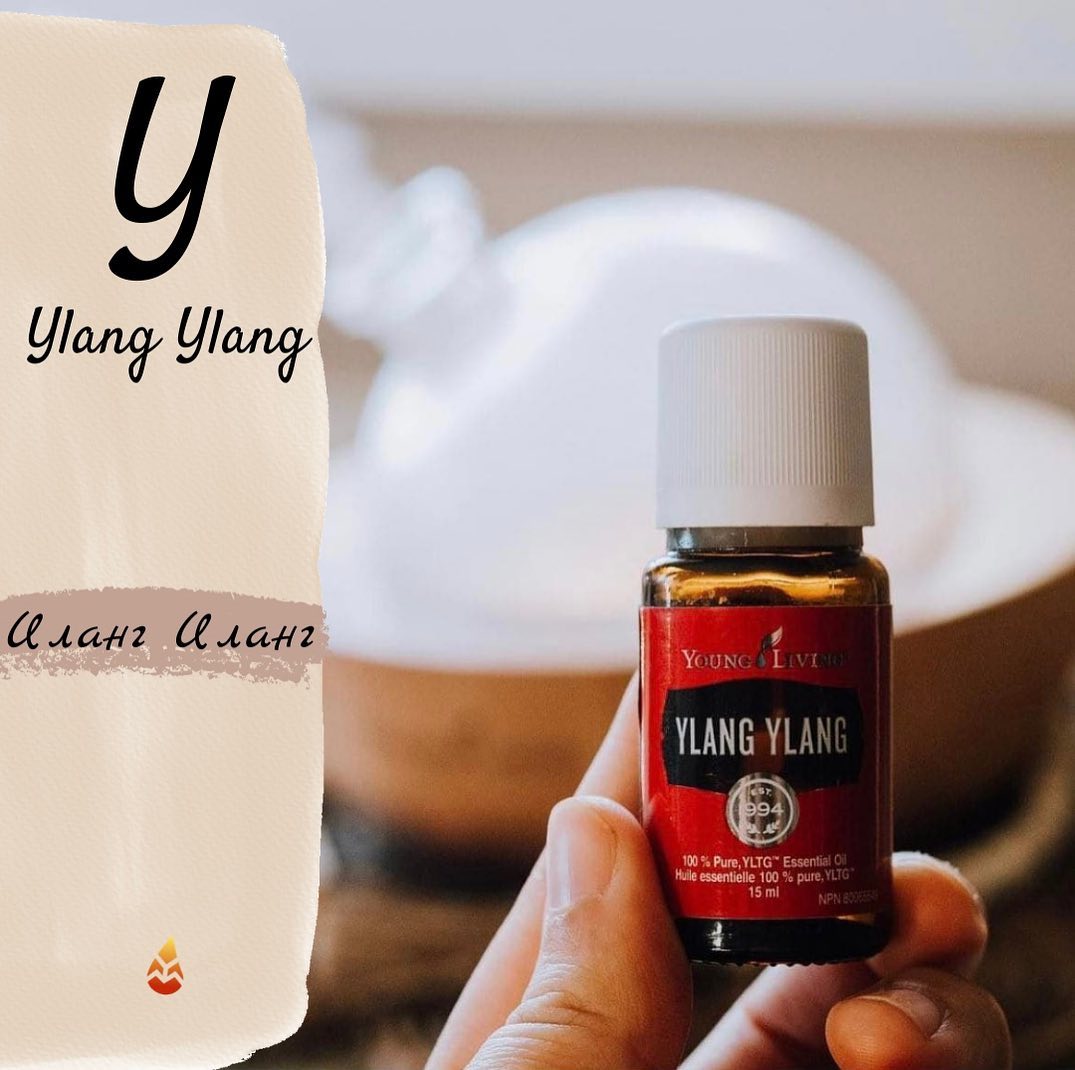 Y
Ylang Ylang
Иланг Иланг
YOUNG LIVING
YLANG YLANG
EST.
1994
100 % Pure, YLTG™ Essential Oil
Huile essentielle 100 % pure, YLTG™
15 ml
NPN